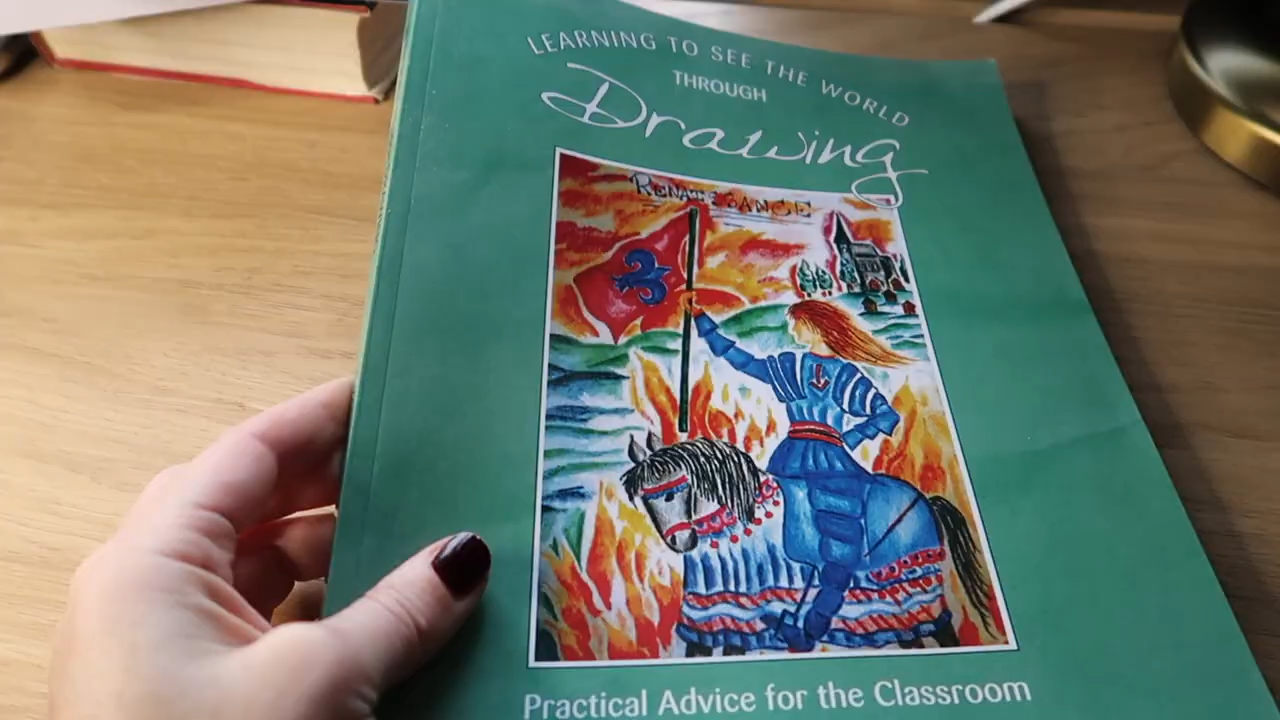 LEARNING TO SEE THE WORLD
THROUGH
Drawing
RENAISSANCE
Practical Advice for the Classroom